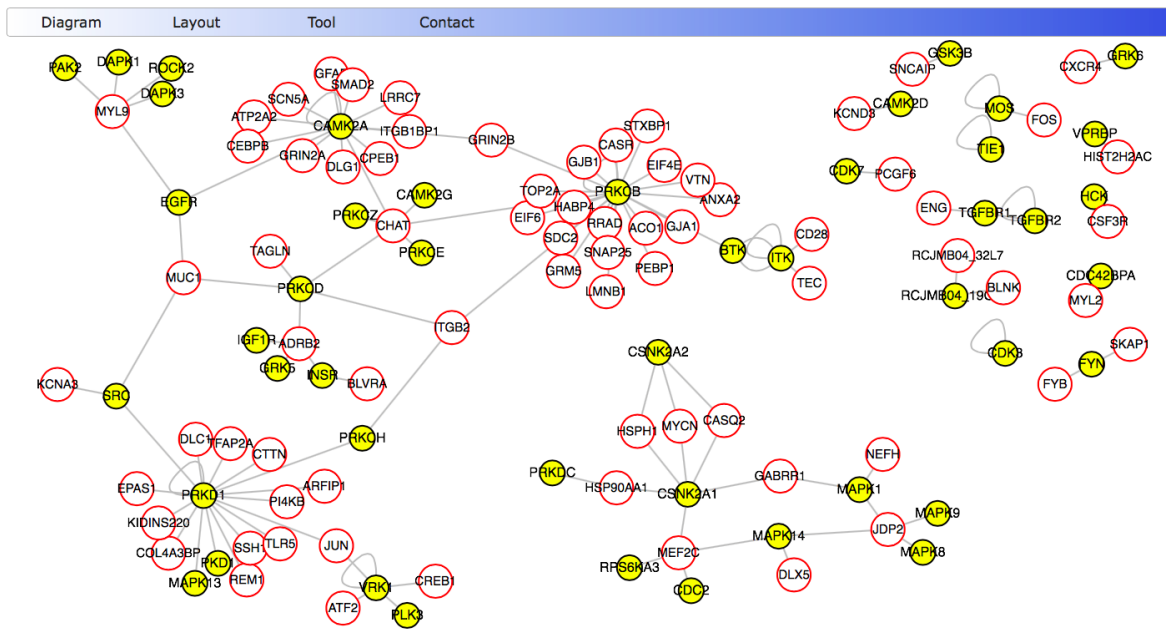 Diagram Layout Tool Contact
PAK2
DAPK1
ROCK2
DAPK3
MYL9
SCN5A
SMAD2
LRRC7
ATP2A2
CAMK2A
ITGB1BP1
CEBPB
GRIN2A
DLG1
CPEB1
GRIN2B
STXBP1
CASR
GJB1
EIF4E
VTN
TOP2A
PRKCB
ANXA2
HABP4
EIF6
RRAD
ACO1
GJA1
SDC2
SNAP25
GRM5
PEBP1
LMNB1
BTK
ITK
CD28
TEC
EGFR
PRKCZ
CAMK2G
CHAT
PRKCE
TAGLN
MUC1
PRKCD
ITGB2
IGF1R
ADRB2
GRK5
INSR
BLVRA
KCNA3
SRC
PRKCH
DLC1
TFAP2A
CTTN
EPAS1
PRKD1
ARFIP1
PI4KB
KIDINS220
COL4A3BP
SSH1
TLR5
PKD1
MAPK13
REM1
JUN
VRK1
CREB1
ATF2
PLK3
CSNK2A2
HSPH1
MYCN
CASQ2
PRKDC
HSP90AA1
CSNK2A1
GABRR1
NEFH
MAPK1
MAPK9
MAPK14
JDP2
MAPK8
MEF2C
RPS6KA3
DLX5
CDC2
GSK3B
SNCAIP
CXCR4
GRK6
KCND3
CAMK2D
MOS
FOS
TIE1
HIST2H2AC
CDK7
PCGF6
HCK
ENG
TGFBR1
TGFBR2
CSF3R
RCJMB04_32L7
BLNK
CDC42BPA
MYL2
SKAP1
FYN
FYB